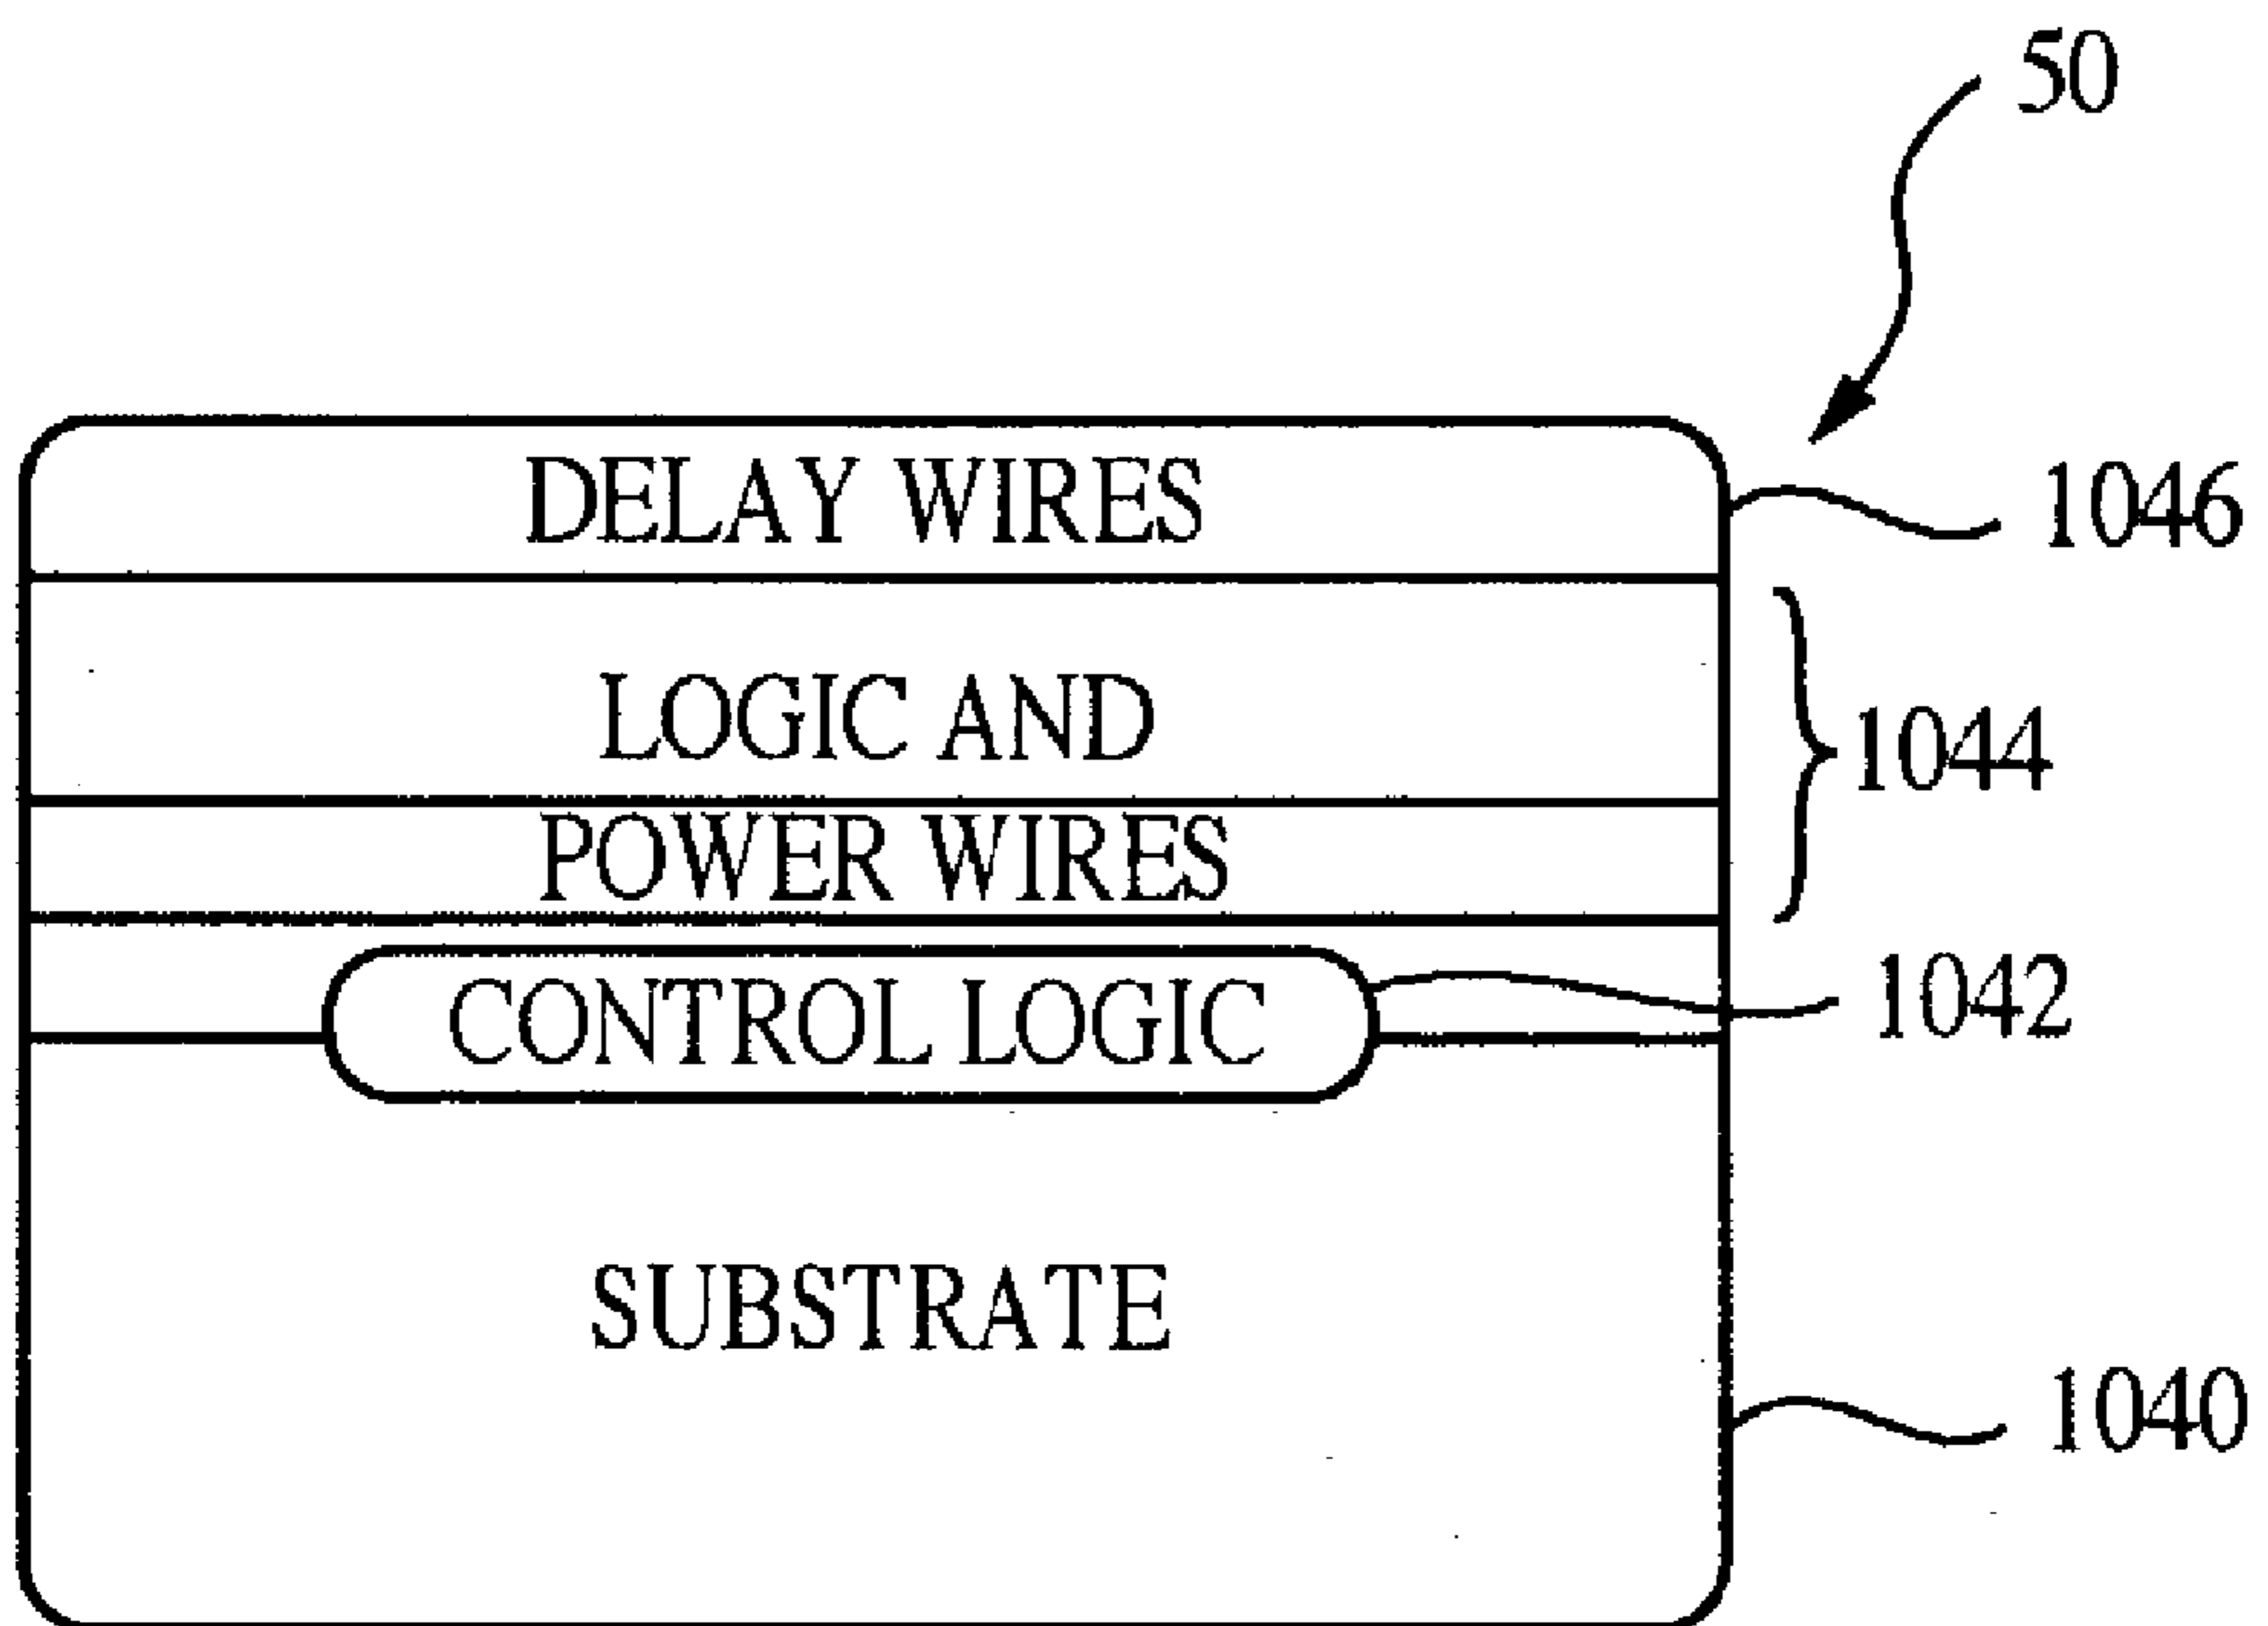 50
DELAY WIRES
1046
LOGIC AND
1044
POWER WIRES
CONTROL LOGIC
1042
SUBSTRATE
1040